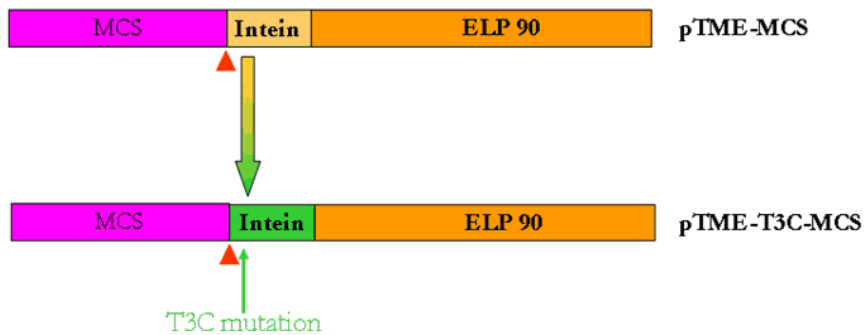 MCS Intein ELP 90 pTME-MCS
MCS Intein ELP 90 pTME-T3C-MCS
T3C mutation